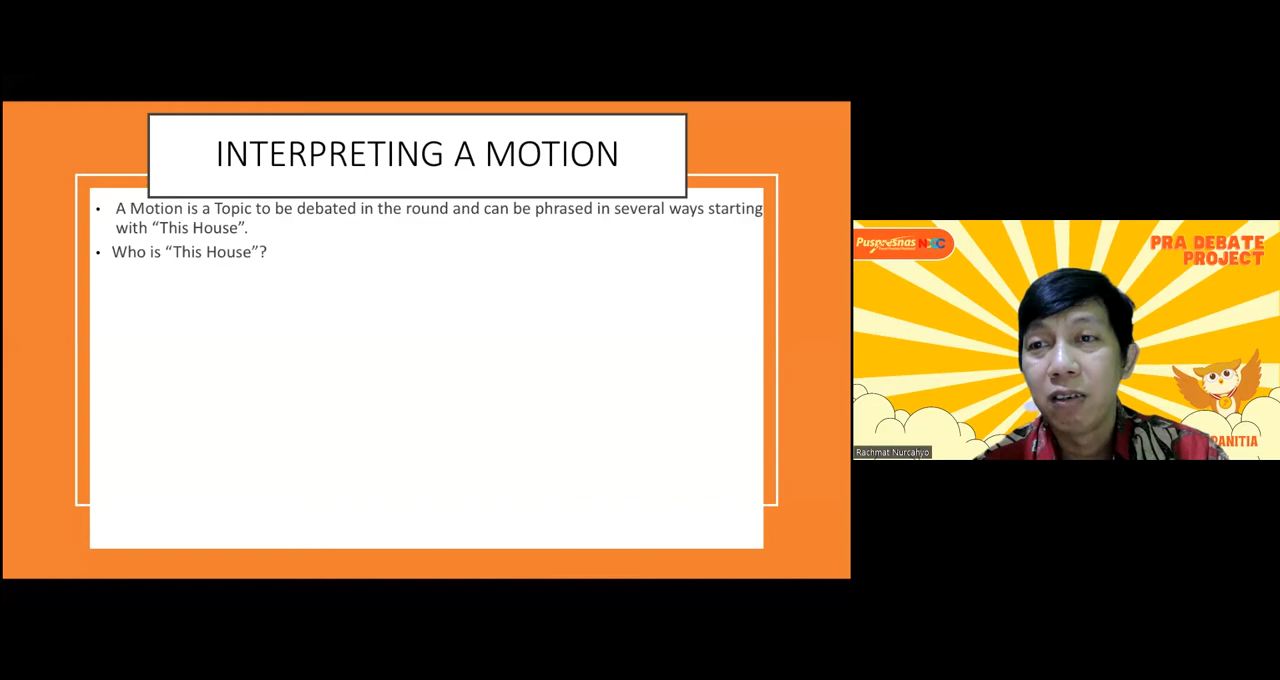 INTERPRETING A MOTION
• A Motion is a Topic to be debated in the round and can be phrased in several ways starting
with “This House”.
• Who is “This House”?
Puspresnas
PRA DEBATE
PROJECT
PANITIA
Rachmat Nurcahyo